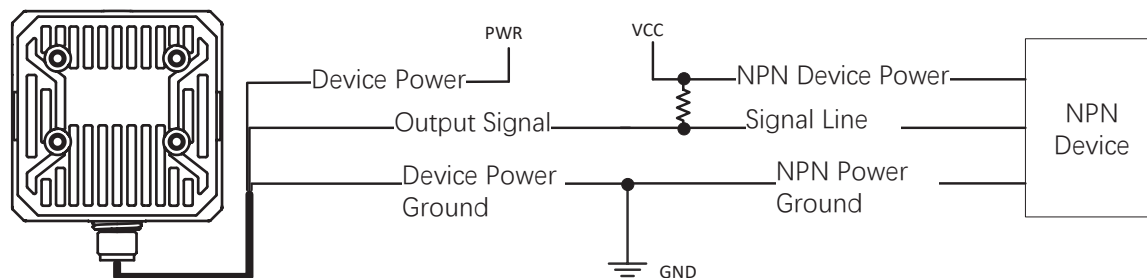 PWR
VCC
Device Power
NPN Device Power
Output Signal
Signal Line
NPN
Device
Device Power
Ground
NPN Power
Ground
GND